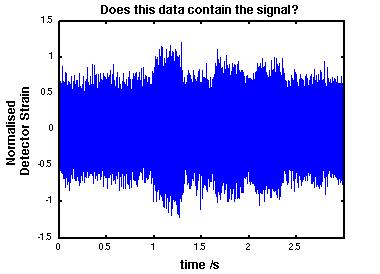 Does this data contain the signal?
1.5
1
0.5
0
-0.5
-1
-1.5
Normalised
Detector Strain
0 0.5 1 1.5 2 2.5
time /s